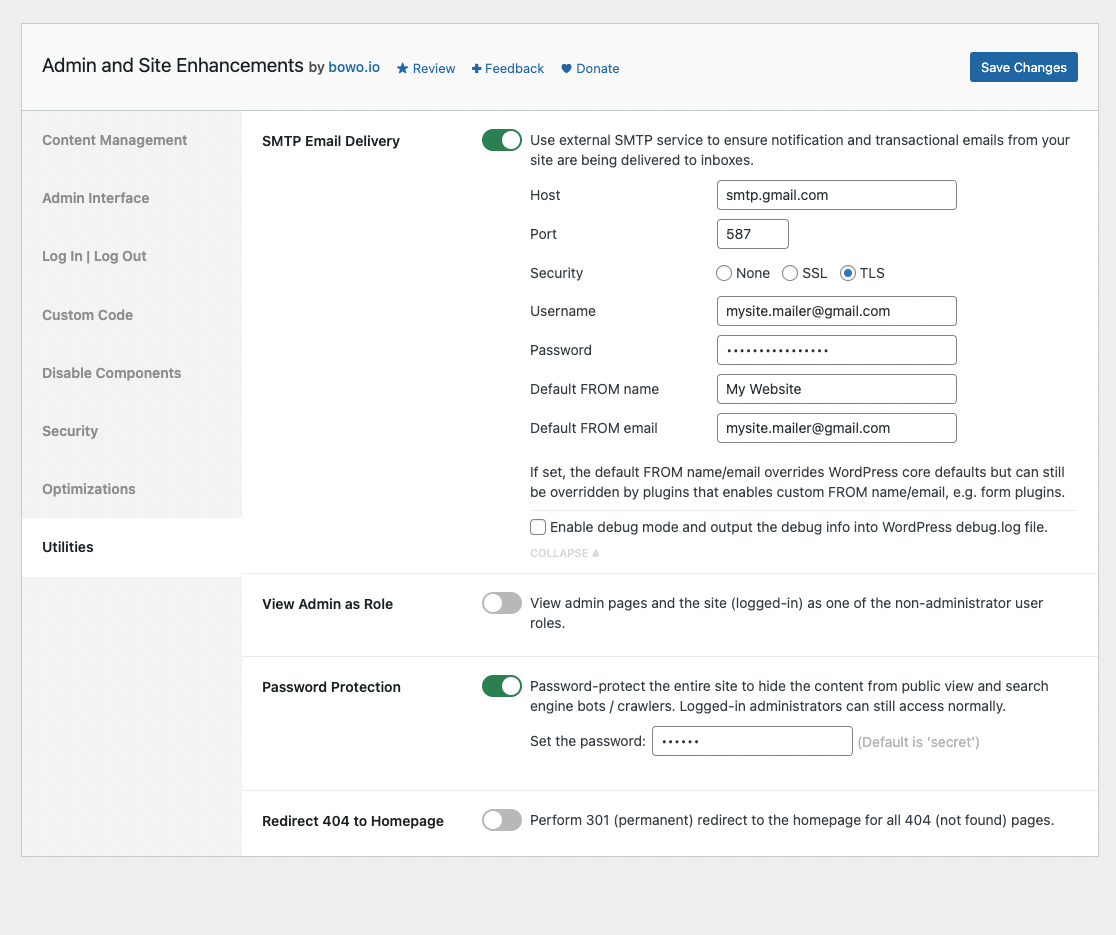 Admin and Site Enhancements by bowo.io Review Feedback Donate
Save Changes
Content Management
Admin Interface
Log In | Log Out
Custom Code
Disable Components
Security
Optimizations
Utilities
SMTP Email Delivery
Use external SMTP service to ensure notification and transactional emails from your
site are being delivered to inboxes.
Host smtp.gmail.com
Port 587
Security None SSL TLS
Username mysite.mailer@gmail.com
Password ••••••••••••••••
Default FROM name My Website
Default FROM email mysite.mailer@gmail.com
If set, the default FROM name/email overrides WordPress core defaults but can still
be overridden by plugins that enables custom FROM name/email, e.g. form plugins.
Enable debug mode and output the debug info into WordPress debug.log file.
COLLAPSE ▲
View Admin as Role
View admin pages and the site (logged-in) as one of the non-administrator user
roles.
Password Protection
Password-protect the entire site to hide the content from public view and search
engine bots / crawlers. Logged-in administrators can still access normally.
Set the password: •••••• (Default is 'secret')
Redirect 404 to Homepage
Perform 301 (permanent) redirect to the homepage for all 404 (not found) pages.